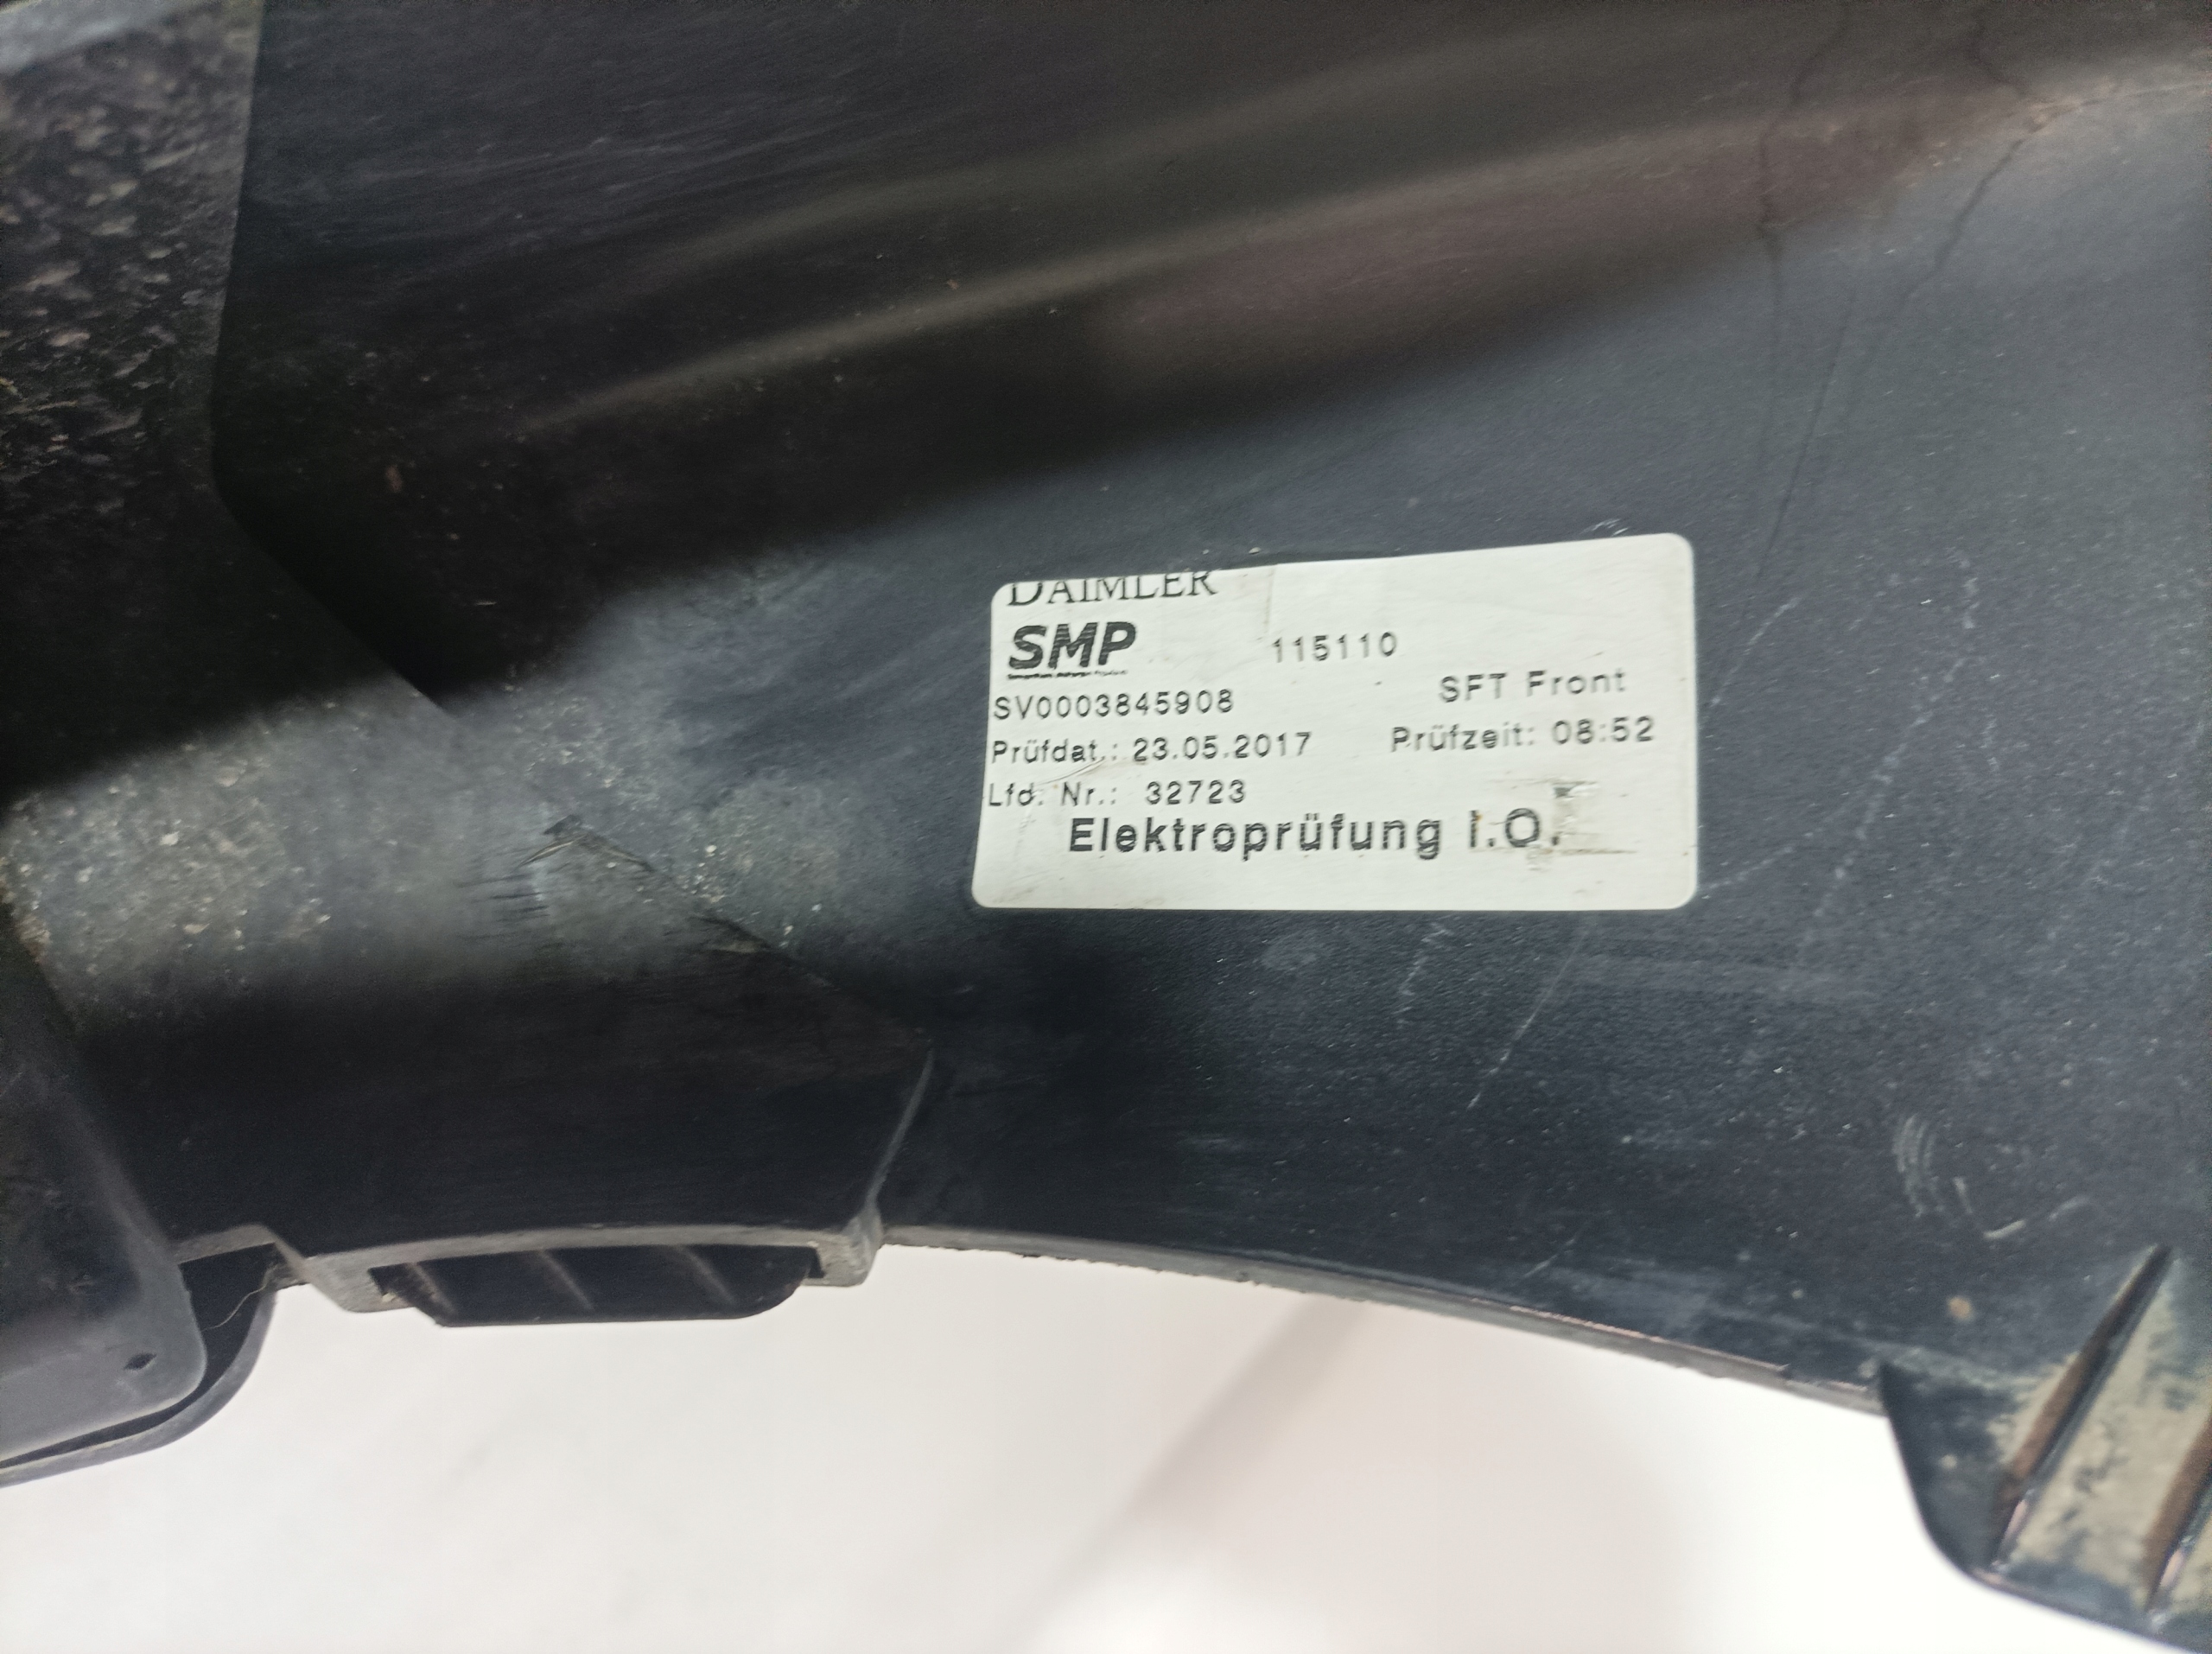 DAIMLER
SMP 115110
SV0003845908 SFT Front
Prüfdat.: 23.05.2017 Prüfzeit: 08:52
Lfd. Nr.: 32723
Elektroprüfung I.O.